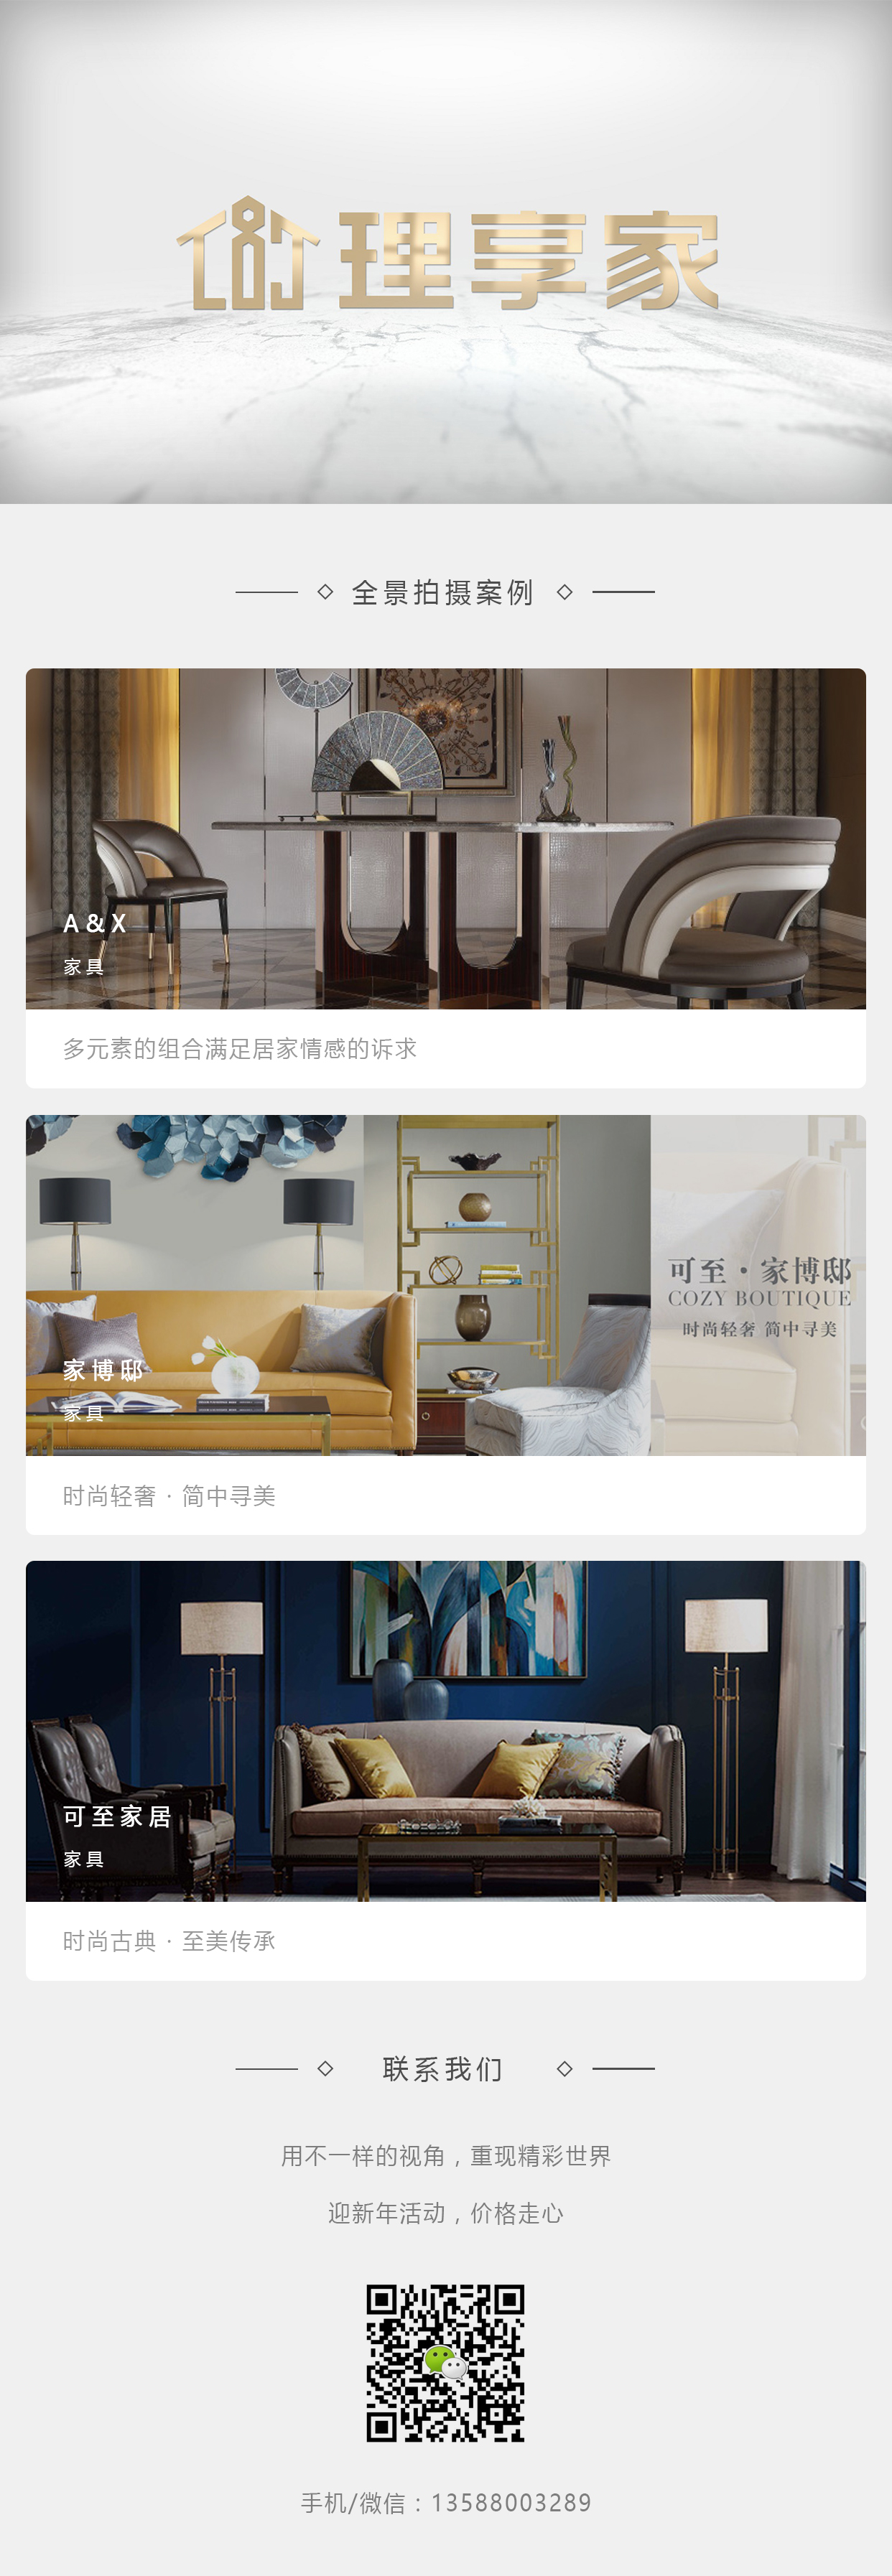 理享家
全景拍摄案例
A&X
家具
多元素的组合满足居家情感的诉求
可至·家博邸
COZY BOUTIQUE
时尚轻奢 简中寻美
家博邸
家具
时尚轻奢 · 简中寻美
可至家居
家具
时尚古典 · 至美传承
联系我们
用不一样的视角，重现精彩世界
迎新年活动，价格走心
手机/微信：13588003289